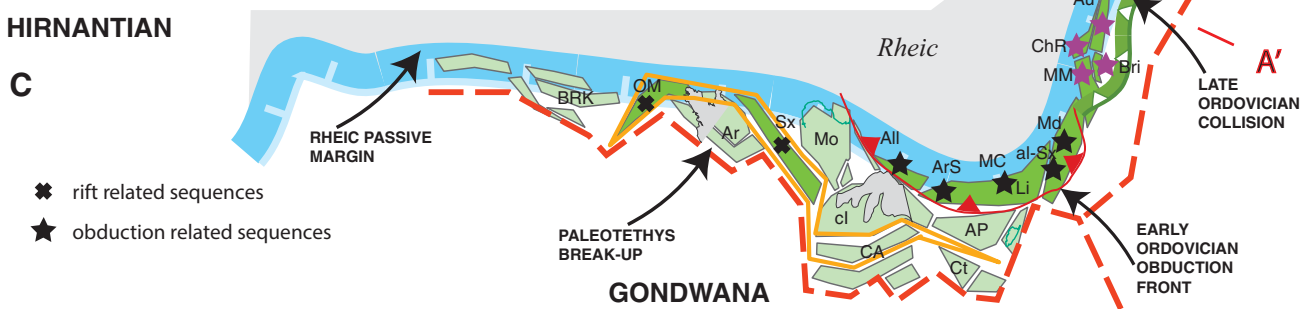 HIRNANTIAN
C
Rheic
Au
ChR
MM
Bri
A'
LATE
ORDOVICIAN
COLLISION
RHEIC PASSIVE
MARGIN
BRK
OM
Ar
Sx
Mo
All
ArS
MC
Li
al-Sx
Md
rift related sequences
obduction related sequences
PALEOTETHYS
BREAK-UP
cl
CA
AP
Ct
EARLY
ORDOVICIAN
OBDUCTION
FRONT
GONDWANA